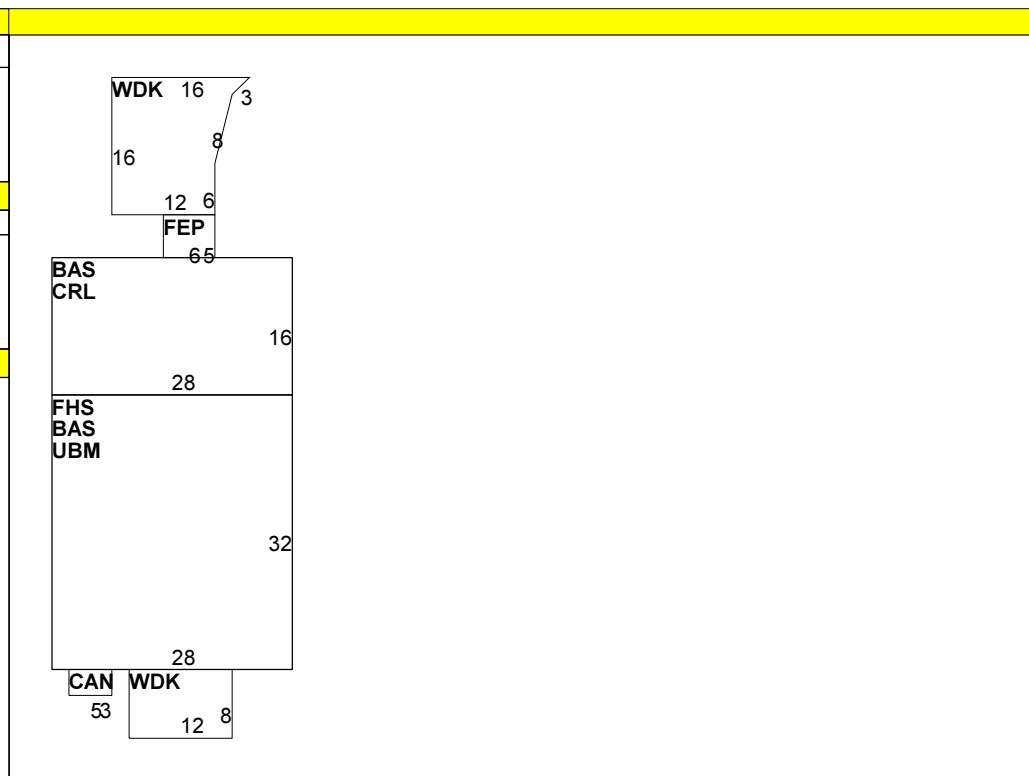 WDK 16
3
8
16
12 6
FEP
6 5
BAS
CRL
16
28
FHS
BAS
UBM
32
28
CAN WDK
5 3
12 8